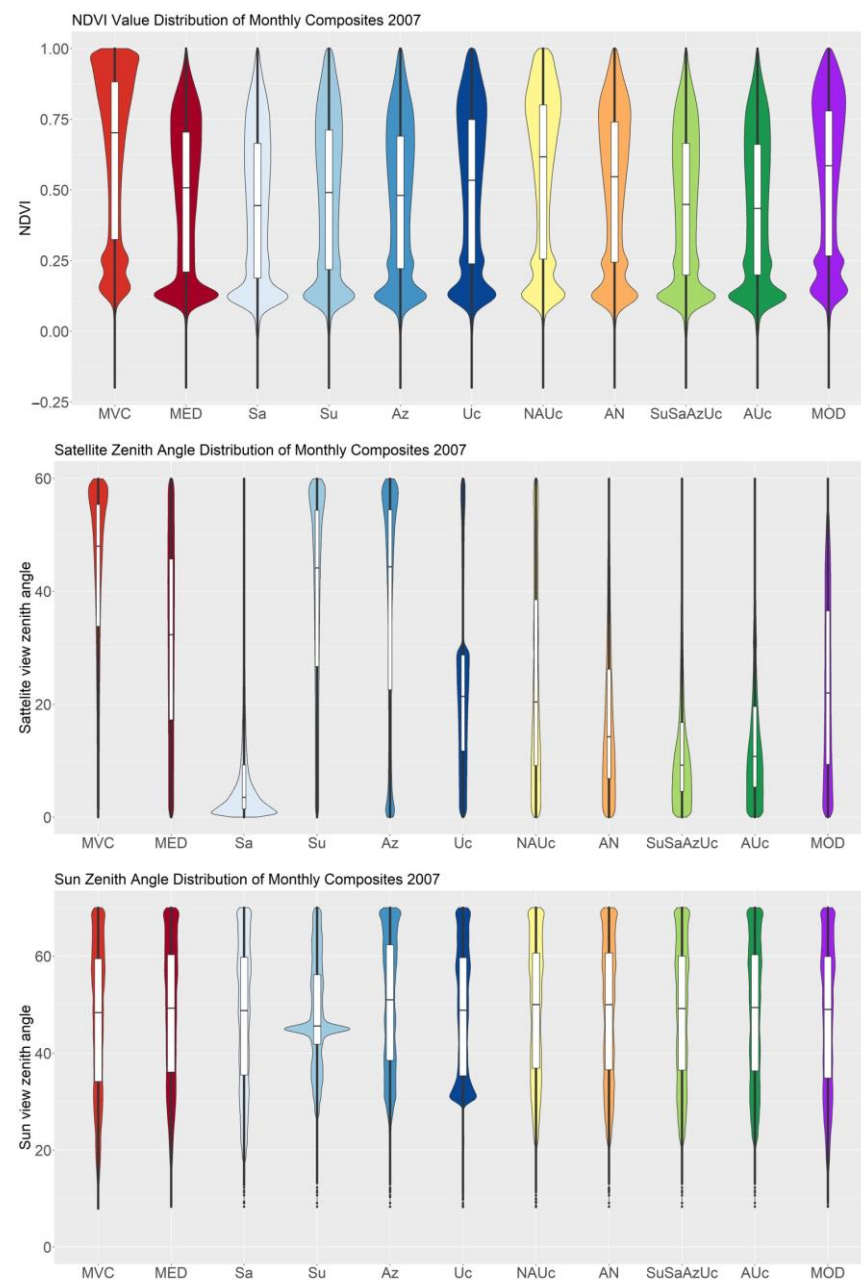 NDVI Value Distribution of Monthly Composites 2007
1.00
0.75
0.50
0.25
0.00
−0.25
NDVI
MVC MED Sa Su Az Uc NAUc AN SuSaAzUc AUc MOD
Satellite Zenith Angle Distribution of Monthly Composites 2007
60
40
20
0
Sattelite view zenith angle
MVC MED Sa Su Az Uc NAUc AN SuSaAzUc AUc MOD
Sun Zenith Angle Distribution of Monthly Composites 2007
60
40
20
0
Sun view zenith angle
MVC MED Sa Su Az Uc NAUc AN SuSaAzUc AUc MOD